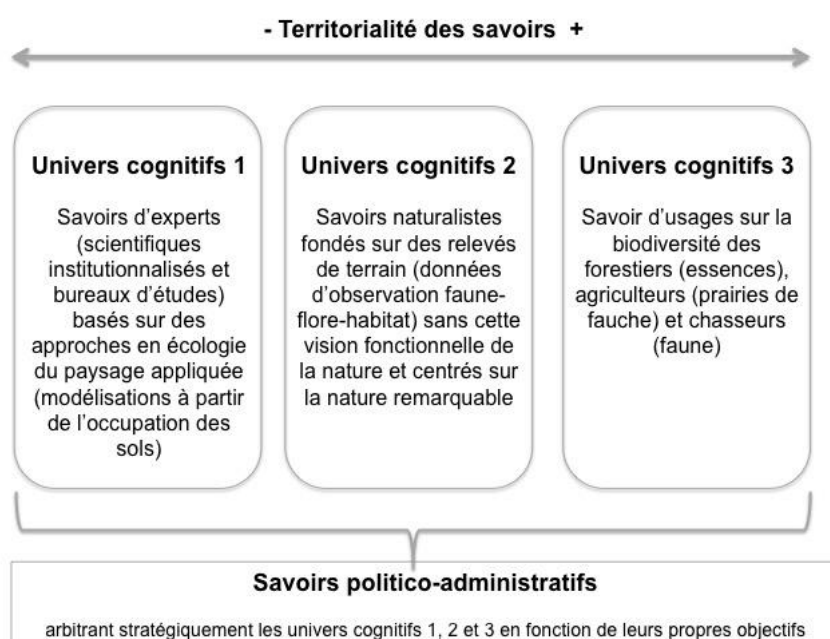 - Territorialité des savoirs +
Univers cognitifs 1
Savoirs d'experts
(scientifiques
institutionnalisés et
bureaux d'études)
basés sur des
approches en écologie
du paysage appliquée
(modélisations à partir
de l'occupation des
sols)
Univers cognitifs 2
Savoirs naturalistes
fondés sur des relevés
de terrain (données
d'observation faune-
flore-habitat) sans cette
vision fonctionnelle de
la nature et centrés sur
la nature remarquable
Univers cognitifs 3
Savoir d'usages sur la
biodiversité des
forestiers (essences),
agriculteurs (prairies de
fauche) et chasseurs
(faune)
Savoirs politico-administratifs
arbitrant stratégiquement les univers cognitifs 1, 2 et 3 en fonction de leurs propres objectifs